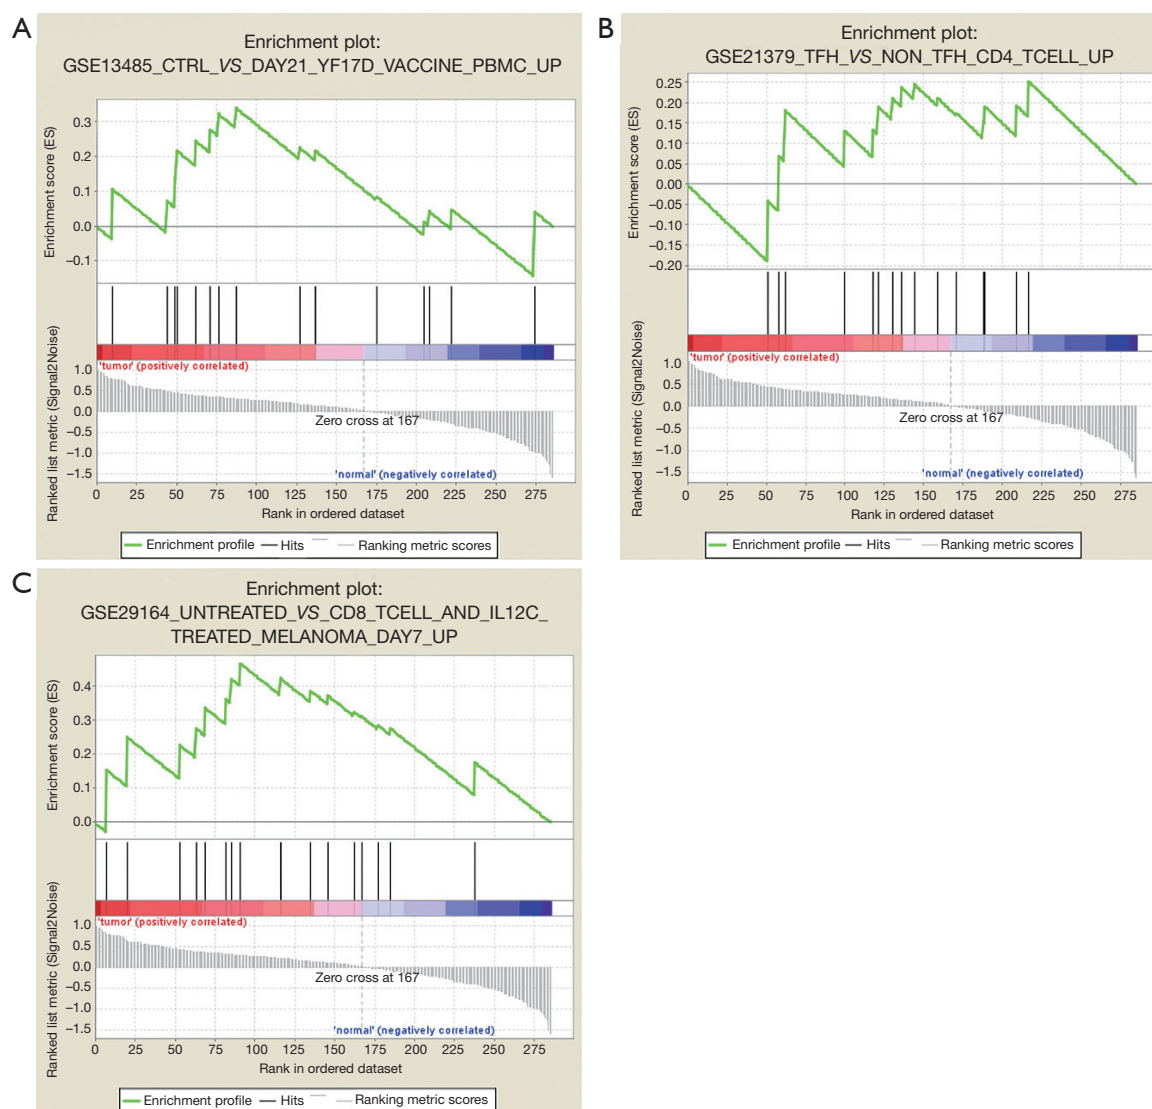 A
Enrichment plot:
GSE13485_CTRL_VS_DAY21_YF17D_VACCINE_PBMC_UP
Enrichment score (ES)
0.3
0.2
0.1
0.0
−0.1
Ranked list metric (Signal2Noise)
'tumor' (positively correlated)
1.0
0.5
0.0
−0.5
−1.0
−1.5
Zero cross at 167
'normal' (negatively correlated)
0 25 50 75 100 125 150 175 200 225 250 275
Rank in ordered dataset
Enrichment profile Hits Ranking metric scores
B
Enrichment plot:
GSE21379_TFH_VS_NON_TFH_CD4_TCELL_UP
Enrichment score (ES)
0.25
0.20
0.15
0.10
0.05
0.00
−0.05
−0.10
−0.15
−0.20
Ranked list metric (Signal2Noise)
'tumor' (positively correlated)
1.0
0.5
0.0
−0.5
−1.0
−1.5
Zero cross at 167
'normal' (negatively correlated)
0 25 50 75 100 125 150 175 200 225 250 275
Rank in ordered dataset
Enrichment profile Hits Ranking metric scores
C
Enrichment plot:
GSE29164_UNTREATED_VS_CD8_TCELL_AND_IL12C_
TREATED_MELANOMA_DAY7_UP
Enrichment score (ES)
0.4
0.3
0.2
0.1
0.0
Ranked list metric (Signal2Noise)
'tumor' (positively correlated)
1.0
0.5
0.0
−0.5
−1.0
−1.5
Zero cross at 167
'normal' (negatively correlated)
0 25 50 75 100 125 150 175 200 225 250 275
Rank in ordered dataset
Enrichment profile Hits Ranking metric scores